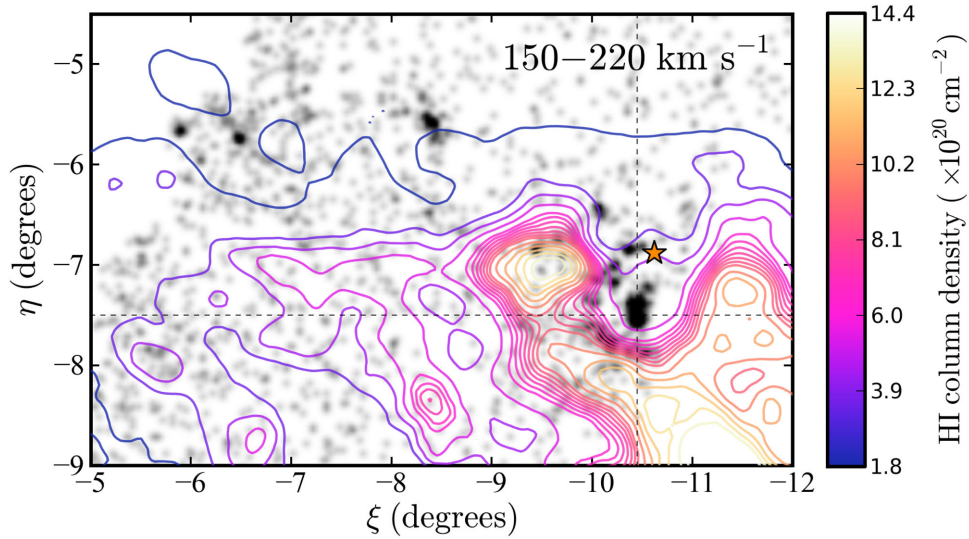 150−220 km s⁻¹
η (degrees)
−5
−6
−7
−8
−9
−5 −6 −7 −8 −9 −10 −11 −12
ξ (degrees)
14.4
12.3
10.2
8.1
6.0
3.9
1.8
HI column density ( ×10²⁰ cm⁻²)